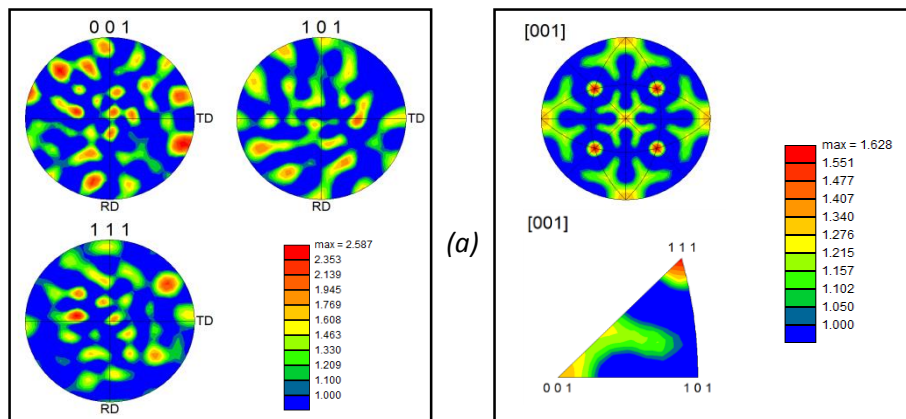 0 0 1
1 0 1
TD
TD
RD
RD
1 1 1
TD
RD
max = 2.587
2.353
2.139
1.945
1.769
1.608
1.463
1.330
1.209
1.100
1.000
(a)
[001]
[001]
1 1 1
0 0 1
1 0 1
max = 1.628
1.551
1.477
1.407
1.340
1.276
1.215
1.157
1.102
1.050
1.000